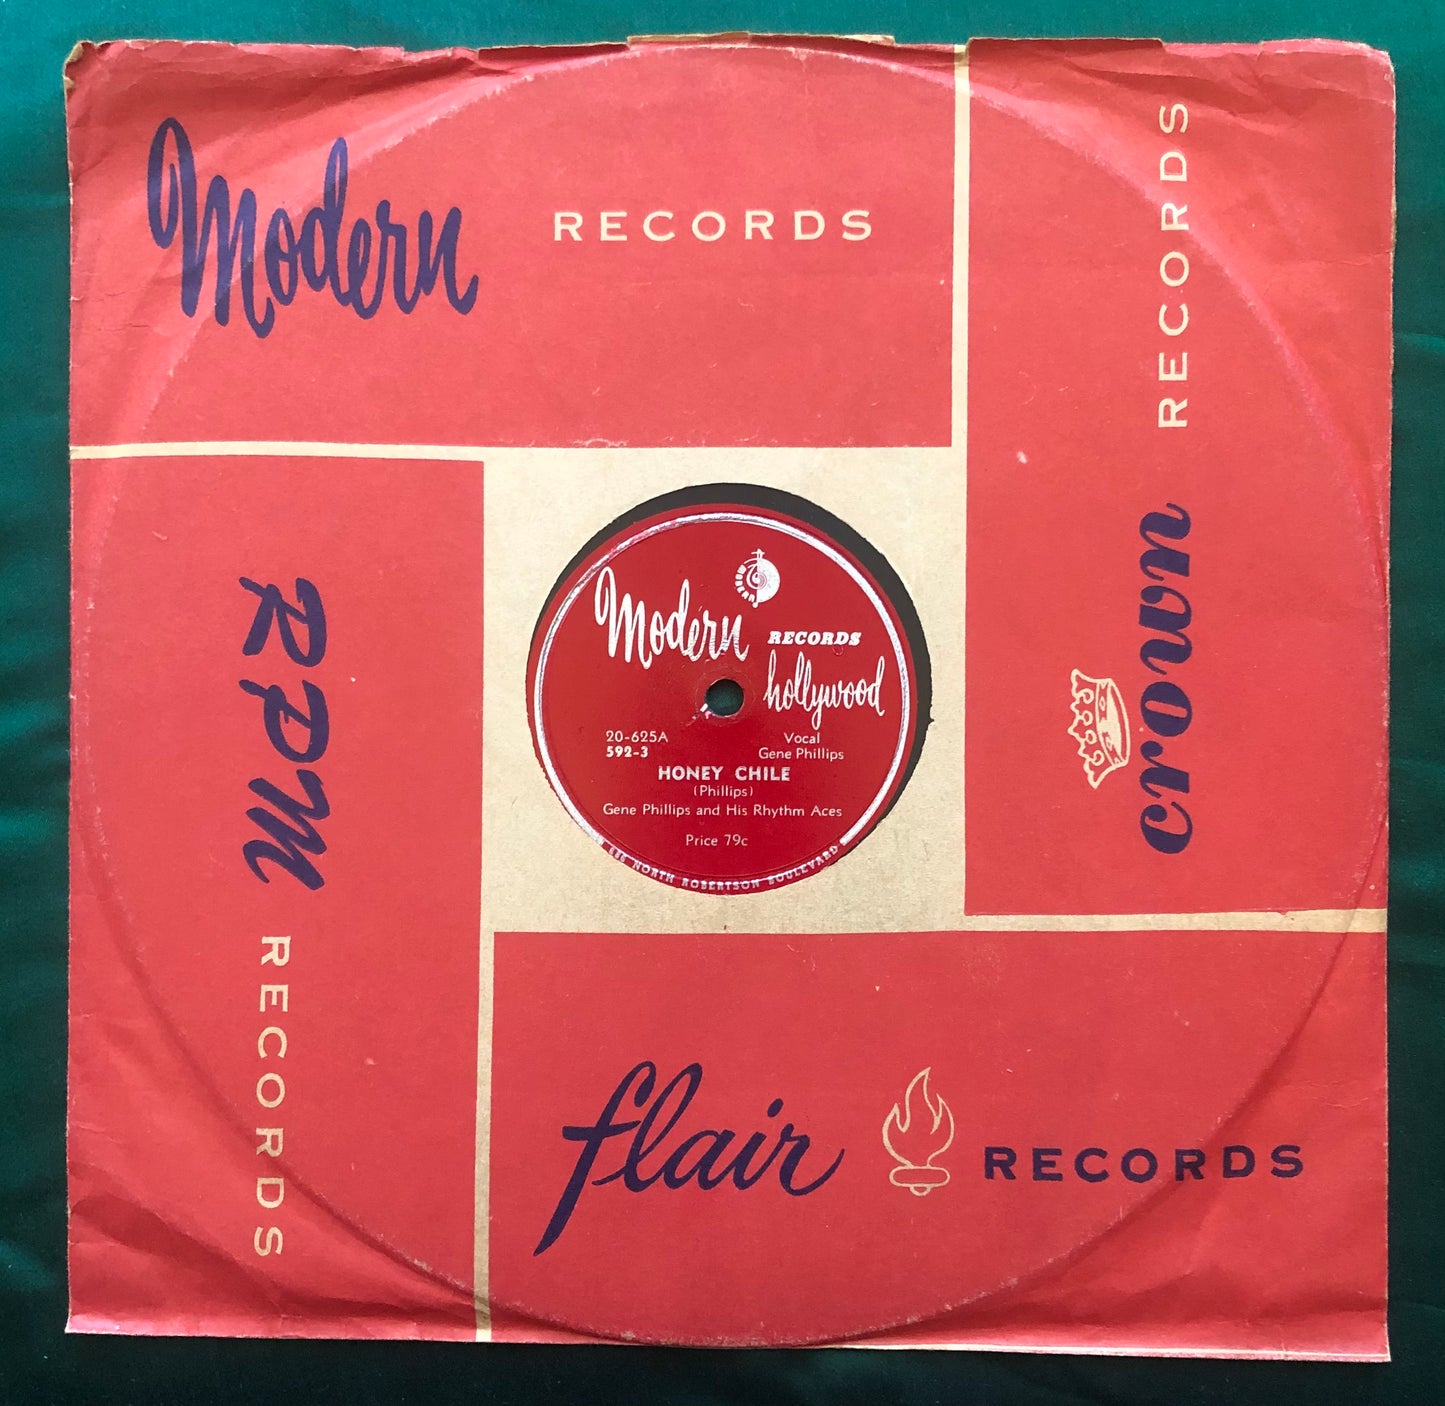 Modern RECORDS
crown RECORDS
RPM RECORDS
flair RECORDS
MODERN
Modern RECORDS
hollywood
20-625A Vocal
592-3 Gene Phillips
HONEY CHILE
(Phillips)
Gene Phillips and His Rhythm Aces
Price 79c
NORTH ROBERTSON BOULEVARD